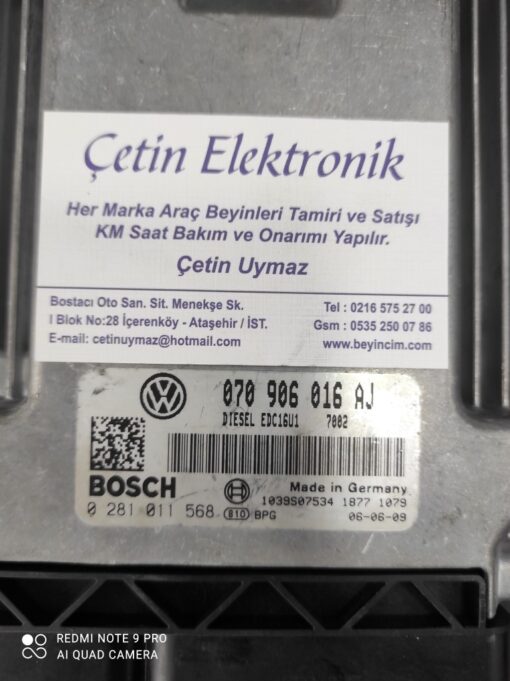 Çetin Elektronik
Her Marka Araç Beyinleri Tamiri ve Satışı
KM Saat Bakım ve Onarımı Yapılır.
Çetin Uymaz
Bostacı Oto San. Sit. Menekşe Sk.
I Blok No:28 İçerenköy - Ataşehir / İST.
E-mail: cetinuymaz@hotmail.com
Tel : 0216 575 27 00
Gsm : 0535 250 07 86
www.beyincim.com
070 906 016 AJ
DIESEL EDC16U1 7002
BOSCH
Made in Germany
0 281 011 568
1039S07534 1877 1079
810 BPG
06-06-09
REDMI NOTE 9 PRO
AI QUAD CAMERA